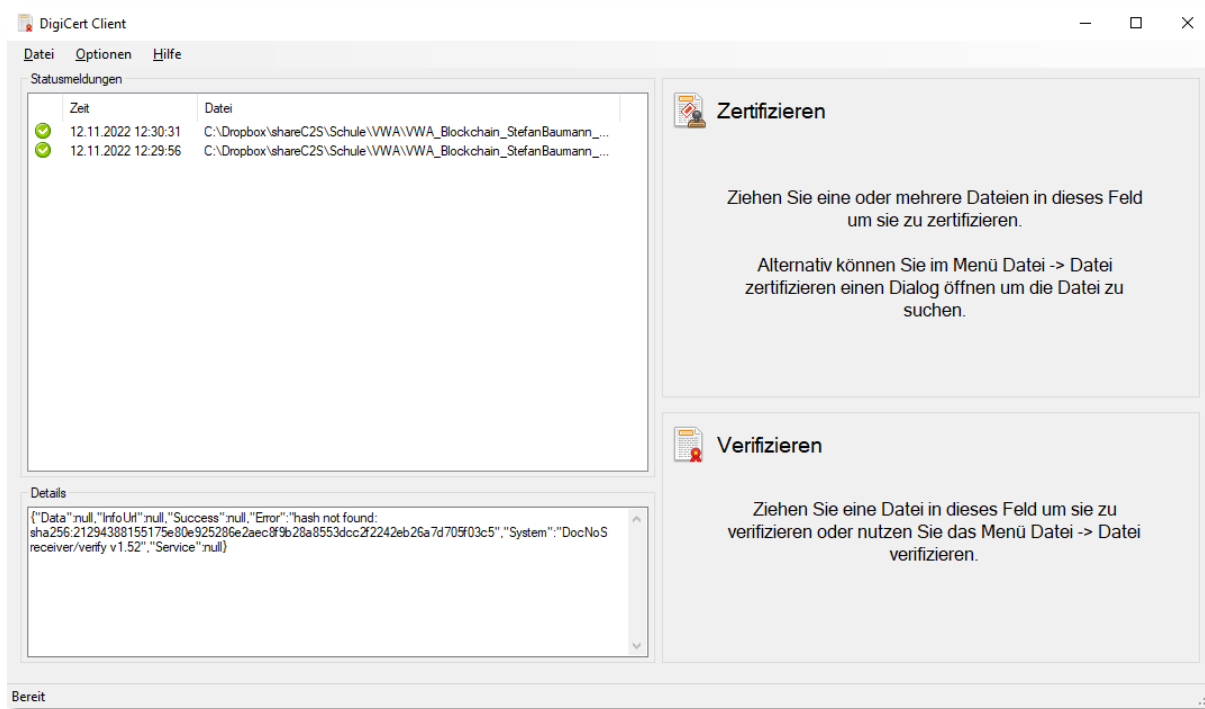 DigiCert Client
Datei Optionen Hilfe
Statusmeldungen
Zeit Datei
12.11.2022 12:30:31 C:\Dropbox\shareC2S\Schule\VWA\VWA_Blockchain_StefanBaumann_...
12.11.2022 12:29:56 C:\Dropbox\shareC2S\Schule\VWA\VWA_Blockchain_StefanBaumann_...
Details
{"Data":null,"InfoUrl":null,"Success":null,"Error":"hash not found:
sha256:21294388155175e80e925286e2aec8f9b28a8553dcc2f2242eb26a7d705f03c5","System":"DocNoS
receiver/verify v1.52","Service":null}
Zertifizieren
Ziehen Sie eine oder mehrere Dateien in dieses Feld
um sie zu zertifizieren.
Alternativ können Sie im Menü Datei -> Datei
zertifizieren einen Dialog öffnen um die Datei zu
suchen.
Verifizieren
Ziehen Sie eine Datei in dieses Feld um sie zu
verifizieren oder nutzen Sie das Menü Datei -> Datei
verifizieren.
Bereit